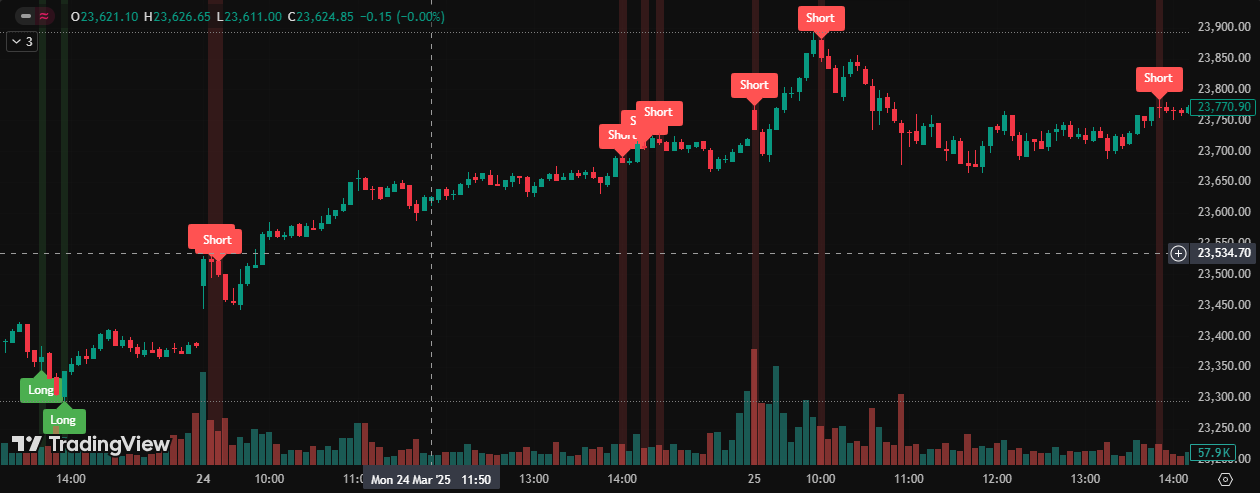 O23,621.10 H23,626.65 L23,611.00 C23,624.85 −0.15 (−0.00%)
3
Short
Short
Short
Short
S
Short
Short
Short
Long
Long
TradingView
23,900.00
23,850.00
23,800.00
23,770.90
23,750.00
23,700.00
23,650.00
23,600.00
23,534.70
23,500.00
23,450.00
23,400.00
23,350.00
23,300.00
23,250.00
57.9K
14:00 24 10:00 Mon 24 Mar '25 11:50 13:00 14:00 25 10:00 11:00 12:00 13:00 14:00